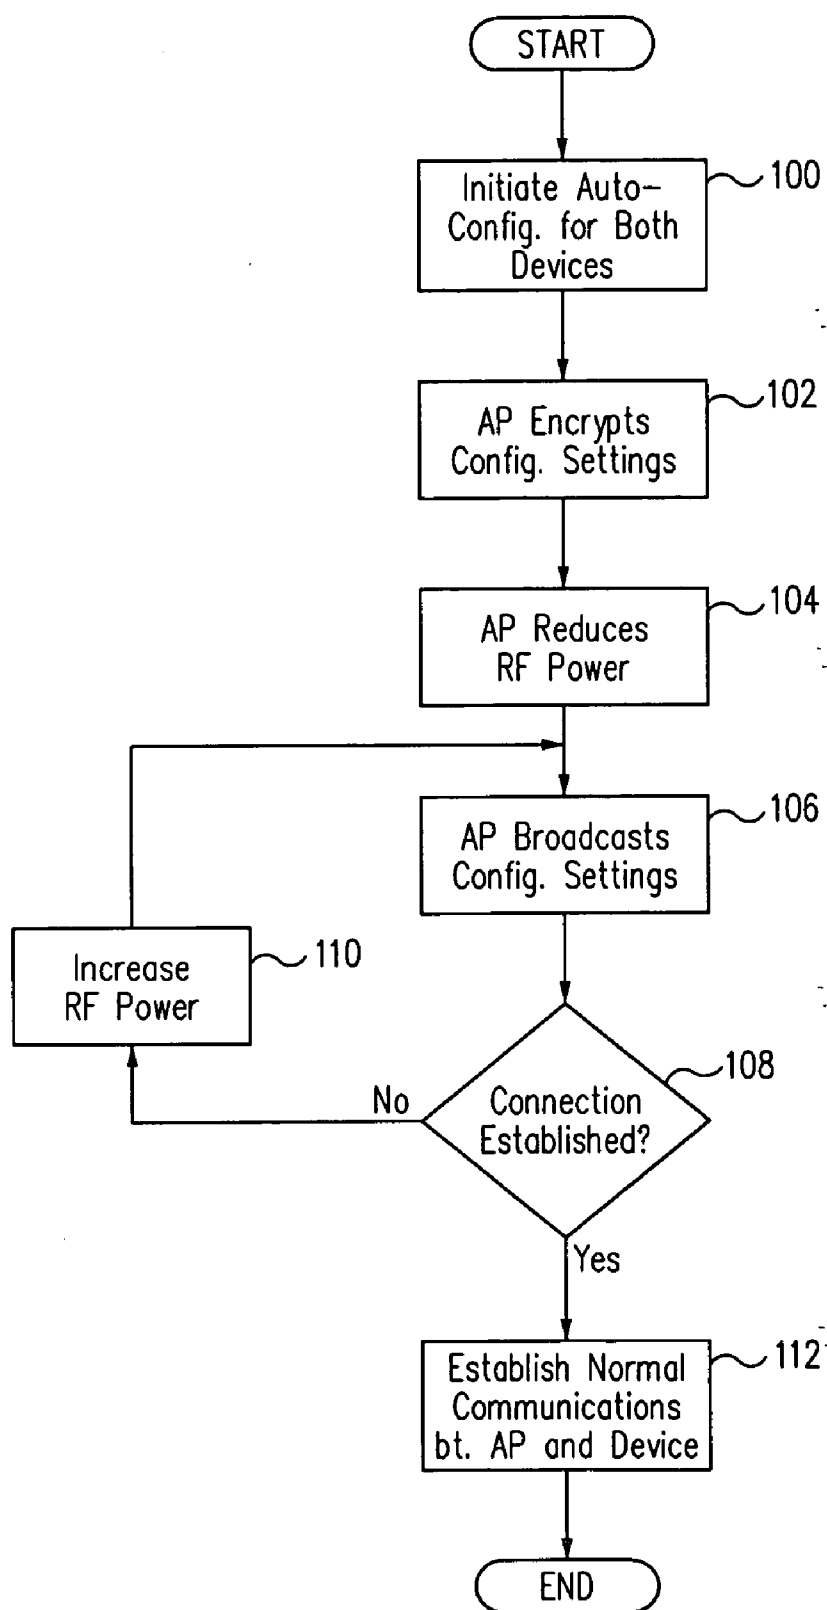 START
100
Initiate Auto-
Config. for Both
Devices
102
AP Encrypts
Config. Settings
104
AP Reduces
RF Power
106
AP Broadcasts
Config. Settings
110
Increase
RF Power
108
Connection
Established?
No
Yes
112
Establish Normal
Communications
bt. AP and Device
END